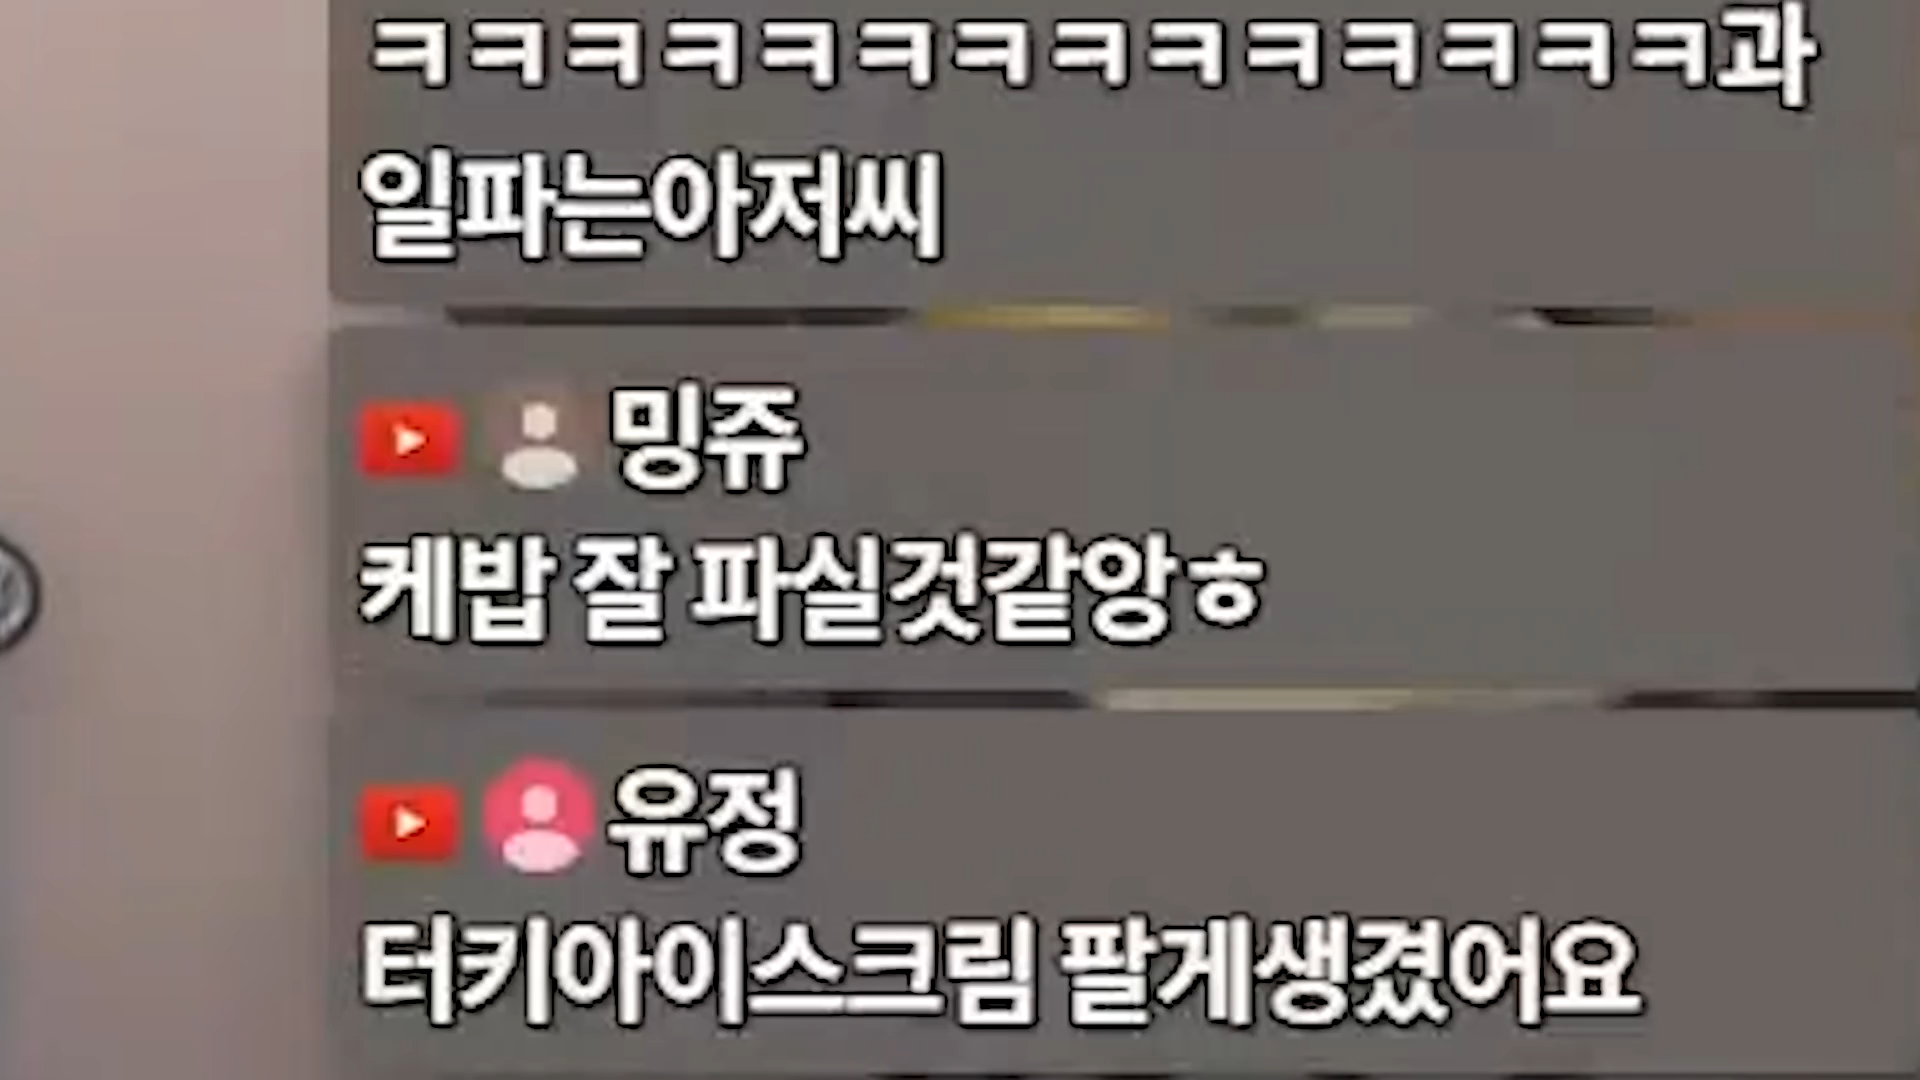 ㅋㅋㅋㅋㅋㅋㅋㅋㅋㅋㅋㅋㅋㅋ과
일파는아저씨
밍쥬
케밥 잘 파실것같앙ㅎ
유정
터키아이스크림 팔게생겼어요